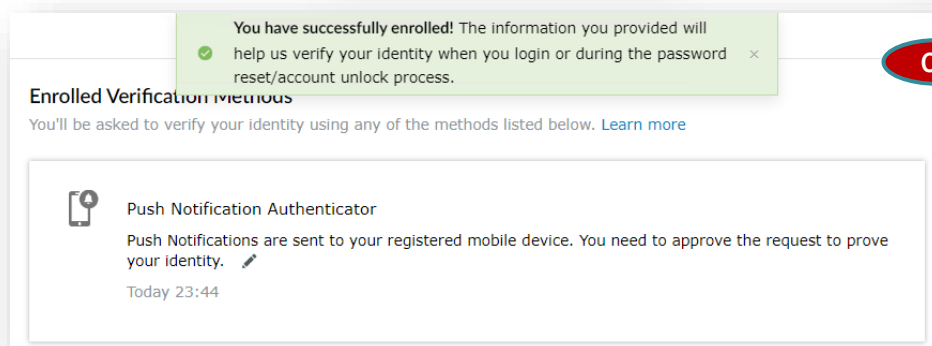 You have successfully enrolled! The information you provided will
help us verify your identity when you login or during the password
reset/account unlock process.
Enrolled Verification Methods
You'll be asked to verify your identity using any of the methods listed below. Learn more
Push Notification Authenticator
Push Notifications are sent to your registered mobile device. You need to approve the request to prove
your identity.
Today 23:44